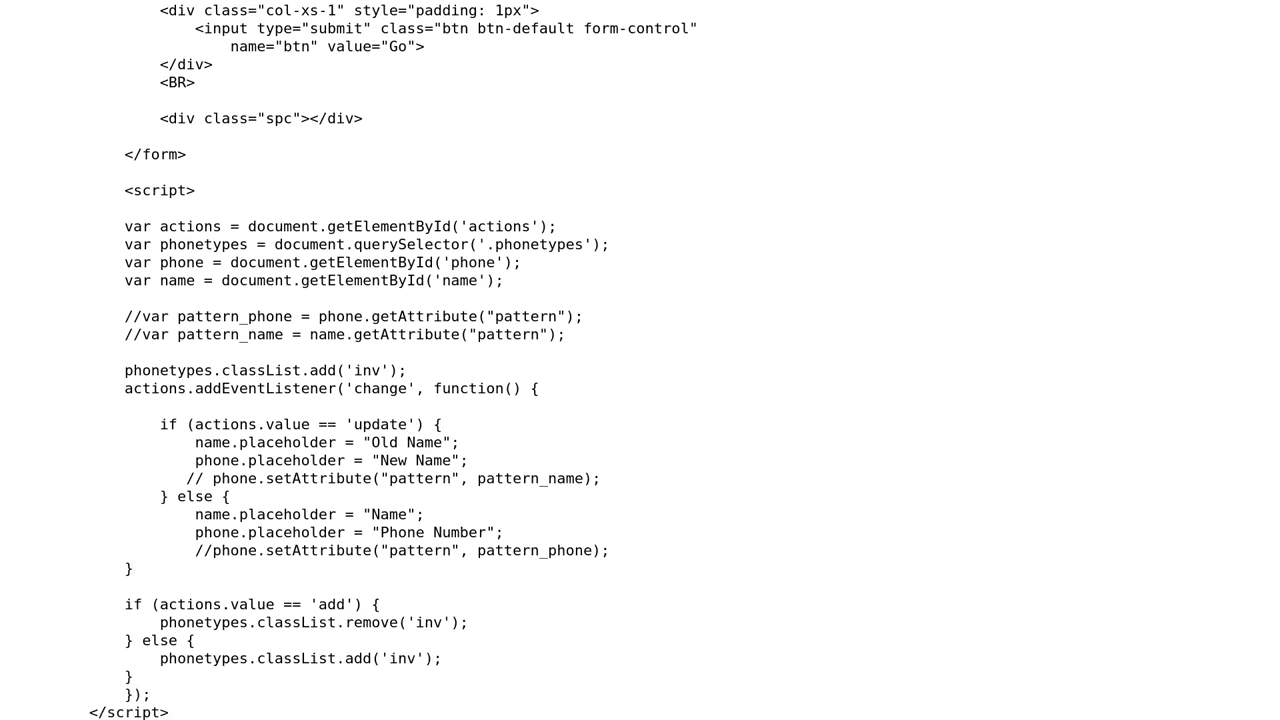 <div class="col-xs-1" style="padding: 1px">
<input type="submit" class="btn btn-default form-control"
name="btn" value="Go">
</div>
<BR>
<div class="spc"></div>
</form>
<script>
var actions = document.getElementById('actions');
var phonetypes = document.querySelector('.phonetypes');
var phone = document.getElementById('phone');
var name = document.getElementById('name');
//var pattern_phone = phone.getAttribute("pattern");
//var pattern_name = name.getAttribute("pattern");
phonetypes.classList.add('inv');
actions.addEventListener('change', function() {
if (actions.value == 'update') {
name.placeholder = "Old Name";
phone.placeholder = "New Name";
// phone.setAttribute("pattern", pattern_name);
} else {
name.placeholder = "Name";
phone.placeholder = "Phone Number";
//phone.setAttribute("pattern", pattern_phone);
}
if (actions.value == 'add') {
phonetypes.classList.remove('inv');
} else {
phonetypes.classList.add('inv');
}
});
</script>